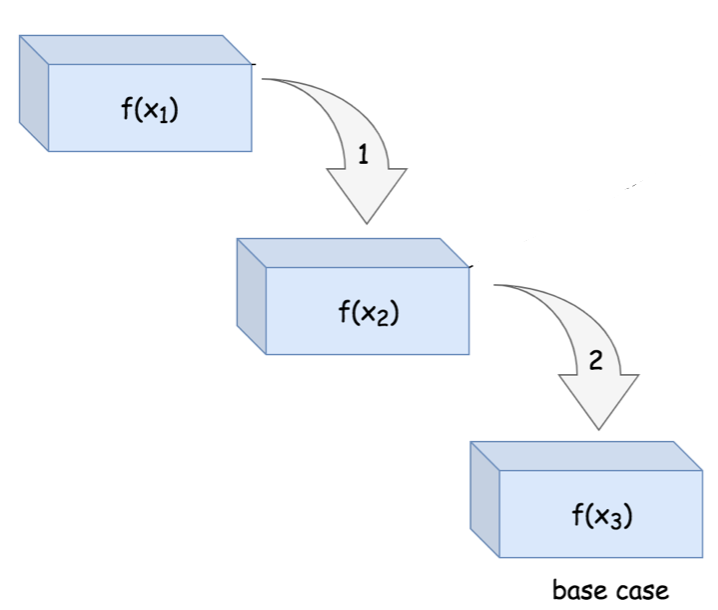 f(x₁)
1
f(x₂)
2
f(x₃)
base case